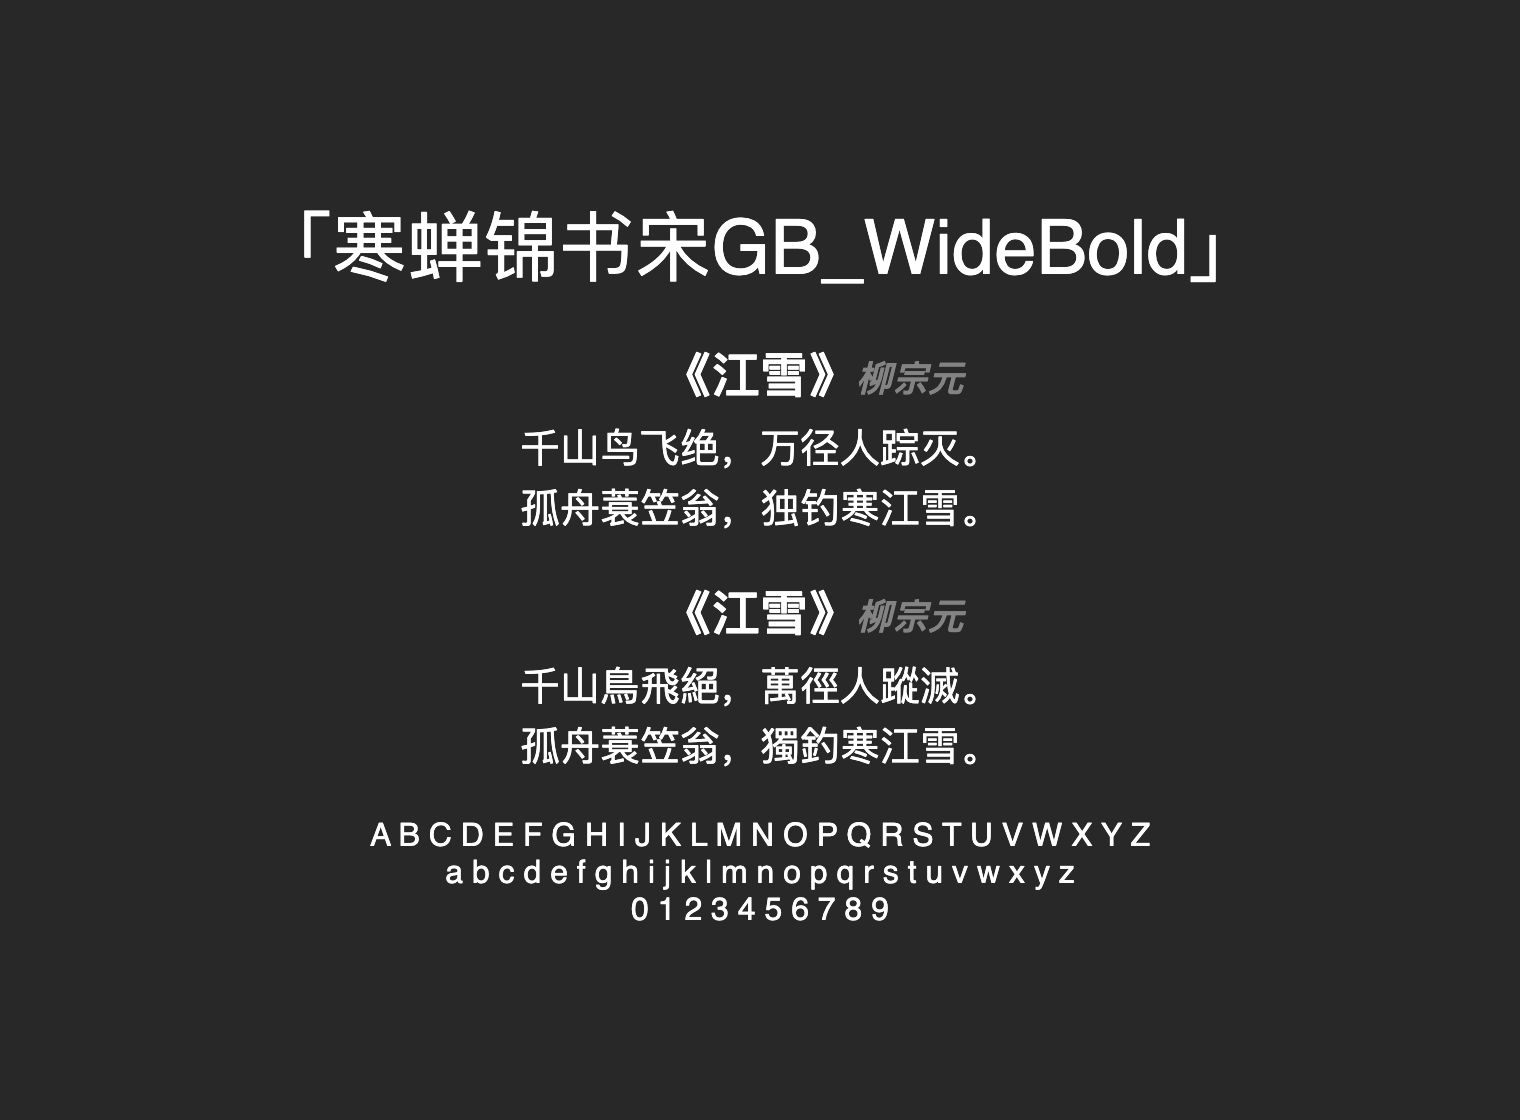 「寒蝉锦书宋GB_WideBold」
《江雪》 柳宗元
千山鸟飞绝，万径人踪灭。
孤舟蓑笠翁，独钓寒江雪。
《江雪》 柳宗元
千山鳥飛絕，萬徑人蹤滅。
孤舟蓑笠翁，獨釣寒江雪。
A B C D E F G H I J K L M N O P Q R S T U V W X Y Z
a b c d e f g h i j k l m n o p q r s t u v w x y z
0 1 2 3 4 5 6 7 8 9